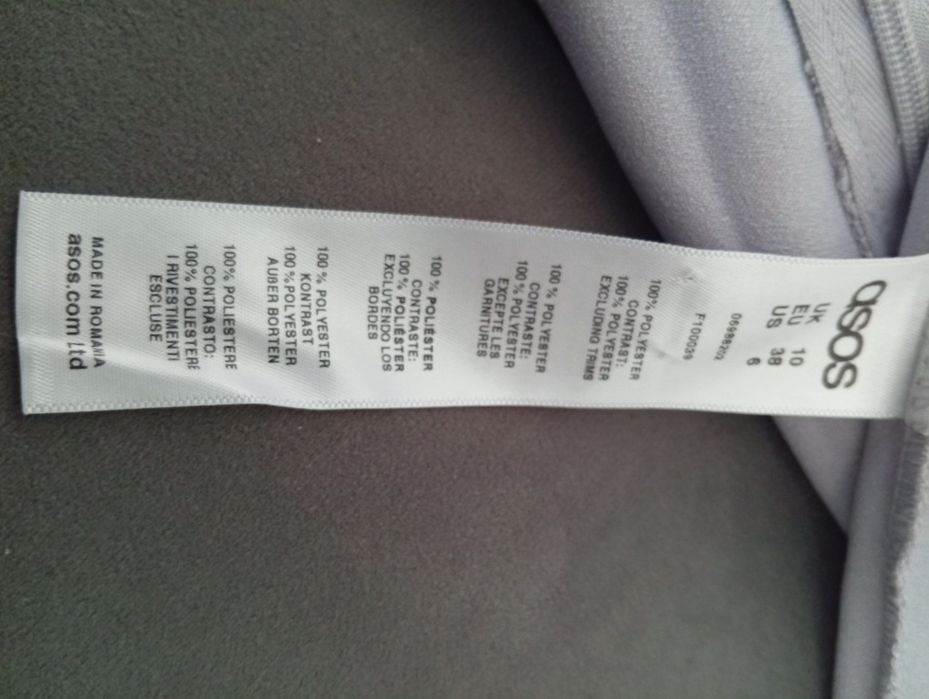 asos
UK 10
EU 38
US 6
F100039
100% POLYESTER
CONTRAST:
100% POLYESTER
EXCLUDING TRIMS
100 % POLYESTER
CONTRASTE:
100 % POLYESTER
EXCEPTE LES
GARNITURES
100 % POLIÉSTER
CONTRASTE:
100 % POLIÉSTER
EXCLUYENDO LOS
BORDES
100 % POLYESTER
KONTRAST
100 % POLYESTER
AUßER BORTEN
100% POLIESTERE
CONTRASTO:
100% POLIESTERE
I RIVESTIMENTI
ESCLUSE
MADE IN ROMANIA
asos.com Ltd